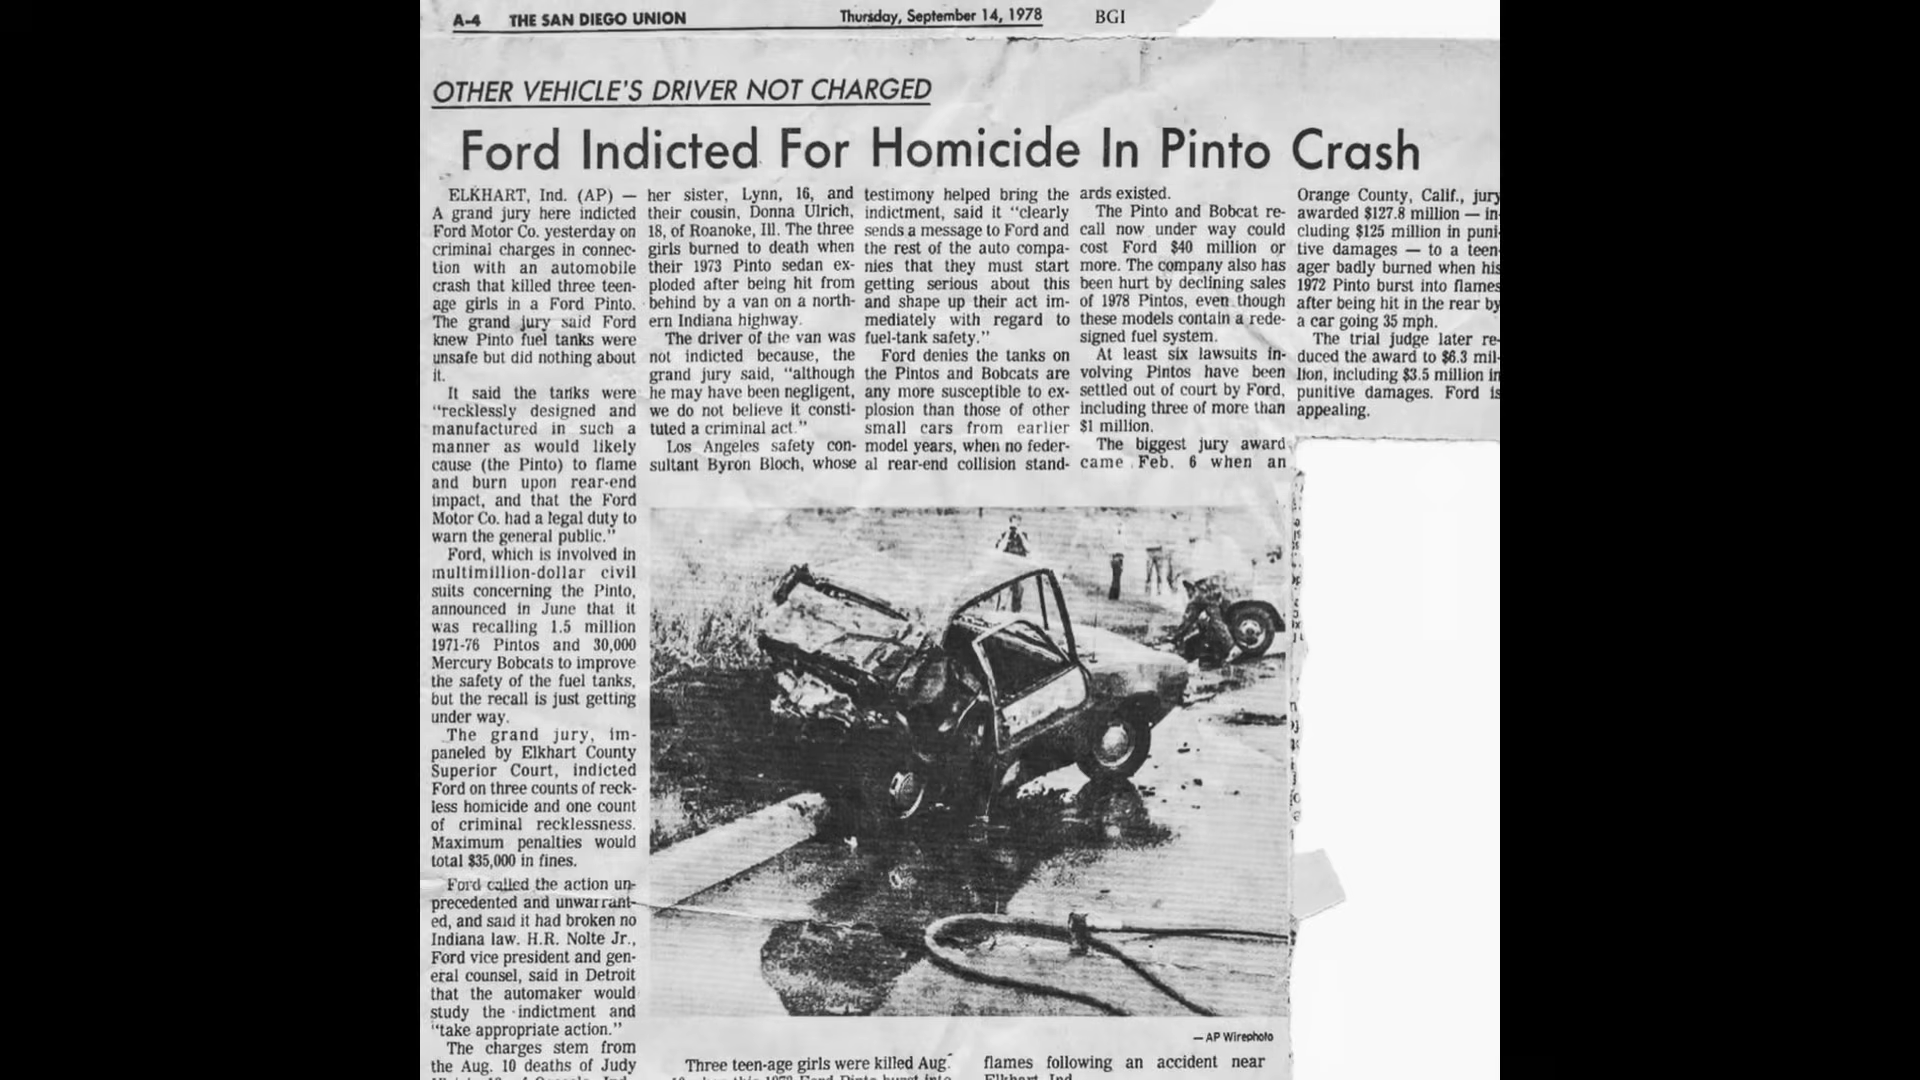 A-4 THE SAN DIEGO UNION Thursday, September 14, 1978 BGI
OTHER VEHICLE'S DRIVER NOT CHARGED
Ford Indicted For Homicide In Pinto Crash
ELKHART, Ind. (AP) —
A grand jury here indicted
Ford Motor Co. yesterday on
criminal charges in connec-
tion with an automobile
crash that killed three teen-
age girls in a Ford Pinto.
The grand jury said Ford
knew Pinto fuel tanks were
unsafe but did nothing about
it.
It said the tanks were
"recklessly designed and
manufactured in such a
manner as would likely
cause (the Pinto) to flame
and burn upon rear-end
impact, and that the Ford
Motor Co. had a legal duty to
warn the general public."
Ford, which is involved in
multimillion-dollar civil
suits concerning the Pinto,
announced in June that it
was recalling 1.5 million
1971-76 Pintos and 30,000
Mercury Bobcats to improve
the safety of the fuel tanks,
but the recall is just getting
under way.
The grand jury, im-
paneled by Elkhart County
Superior Court, indicted
Ford on three counts of reck-
less homicide and one count
of criminal recklessness.
Maximum penalties would
total $35,000 in fines.
Ford called the action un-
precedented and unwarrant-
ed, and said it had broken no
Indiana law. H.R. Nolte Jr.,
Ford vice president and gen-
eral counsel, said in Detroit
that the automaker would
study the indictment and
"take appropriate action."
The charges stem from
the Aug. 10 deaths of Judy
her sister, Lynn, 16, and
their cousin, Donna Ulrich,
18, of Roanoke, Ill. The three
girls burned to death when
their 1973 Pinto sedan ex-
ploded after being hit from
behind by a van on a north-
ern Indiana highway.
The driver of the van was
not indicted because, the
grand jury said, "although
he may have been negligent,
we do not believe it consti-
tuted a criminal act."
Los Angeles safety con-
sultant Byron Bloch, whose
testimony helped bring the
indictment, said it "clearly
sends a message to Ford and
the rest of the auto compa-
nies that they must start
getting serious about this
and shape up their act im-
mediately with regard to
fuel-tank safety."
Ford denies the tanks on
the Pintos and Bobcats are
any more susceptible to ex-
plosion than those of other
small cars from earlier
model years, when no feder-
al rear-end collision stand-
ards existed.
The Pinto and Bobcat re-
call now under way could
cost Ford $40 million or
more. The company also has
been hurt by declining sales
of 1978 Pintos, even though
these models contain a rede-
signed fuel system.
At least six lawsuits in-
volving Pintos have been
settled out of court by Ford,
including three of more than
$1 million.
The biggest jury award
came Feb. 6 when an
Orange County, Calif., jury
awarded $127.8 million — in-
cluding $125 million in puni-
tive damages — to a teen-
ager badly burned when his
1972 Pinto burst into flames
after being hit in the rear by
a car going 35 mph.
The trial judge later re-
duced the award to $6.3 mil-
lion, including $3.5 million in
punitive damages. Ford is
appealing.
— AP Wirephoto
Three teen-age girls were killed Aug.
flames following an accident near